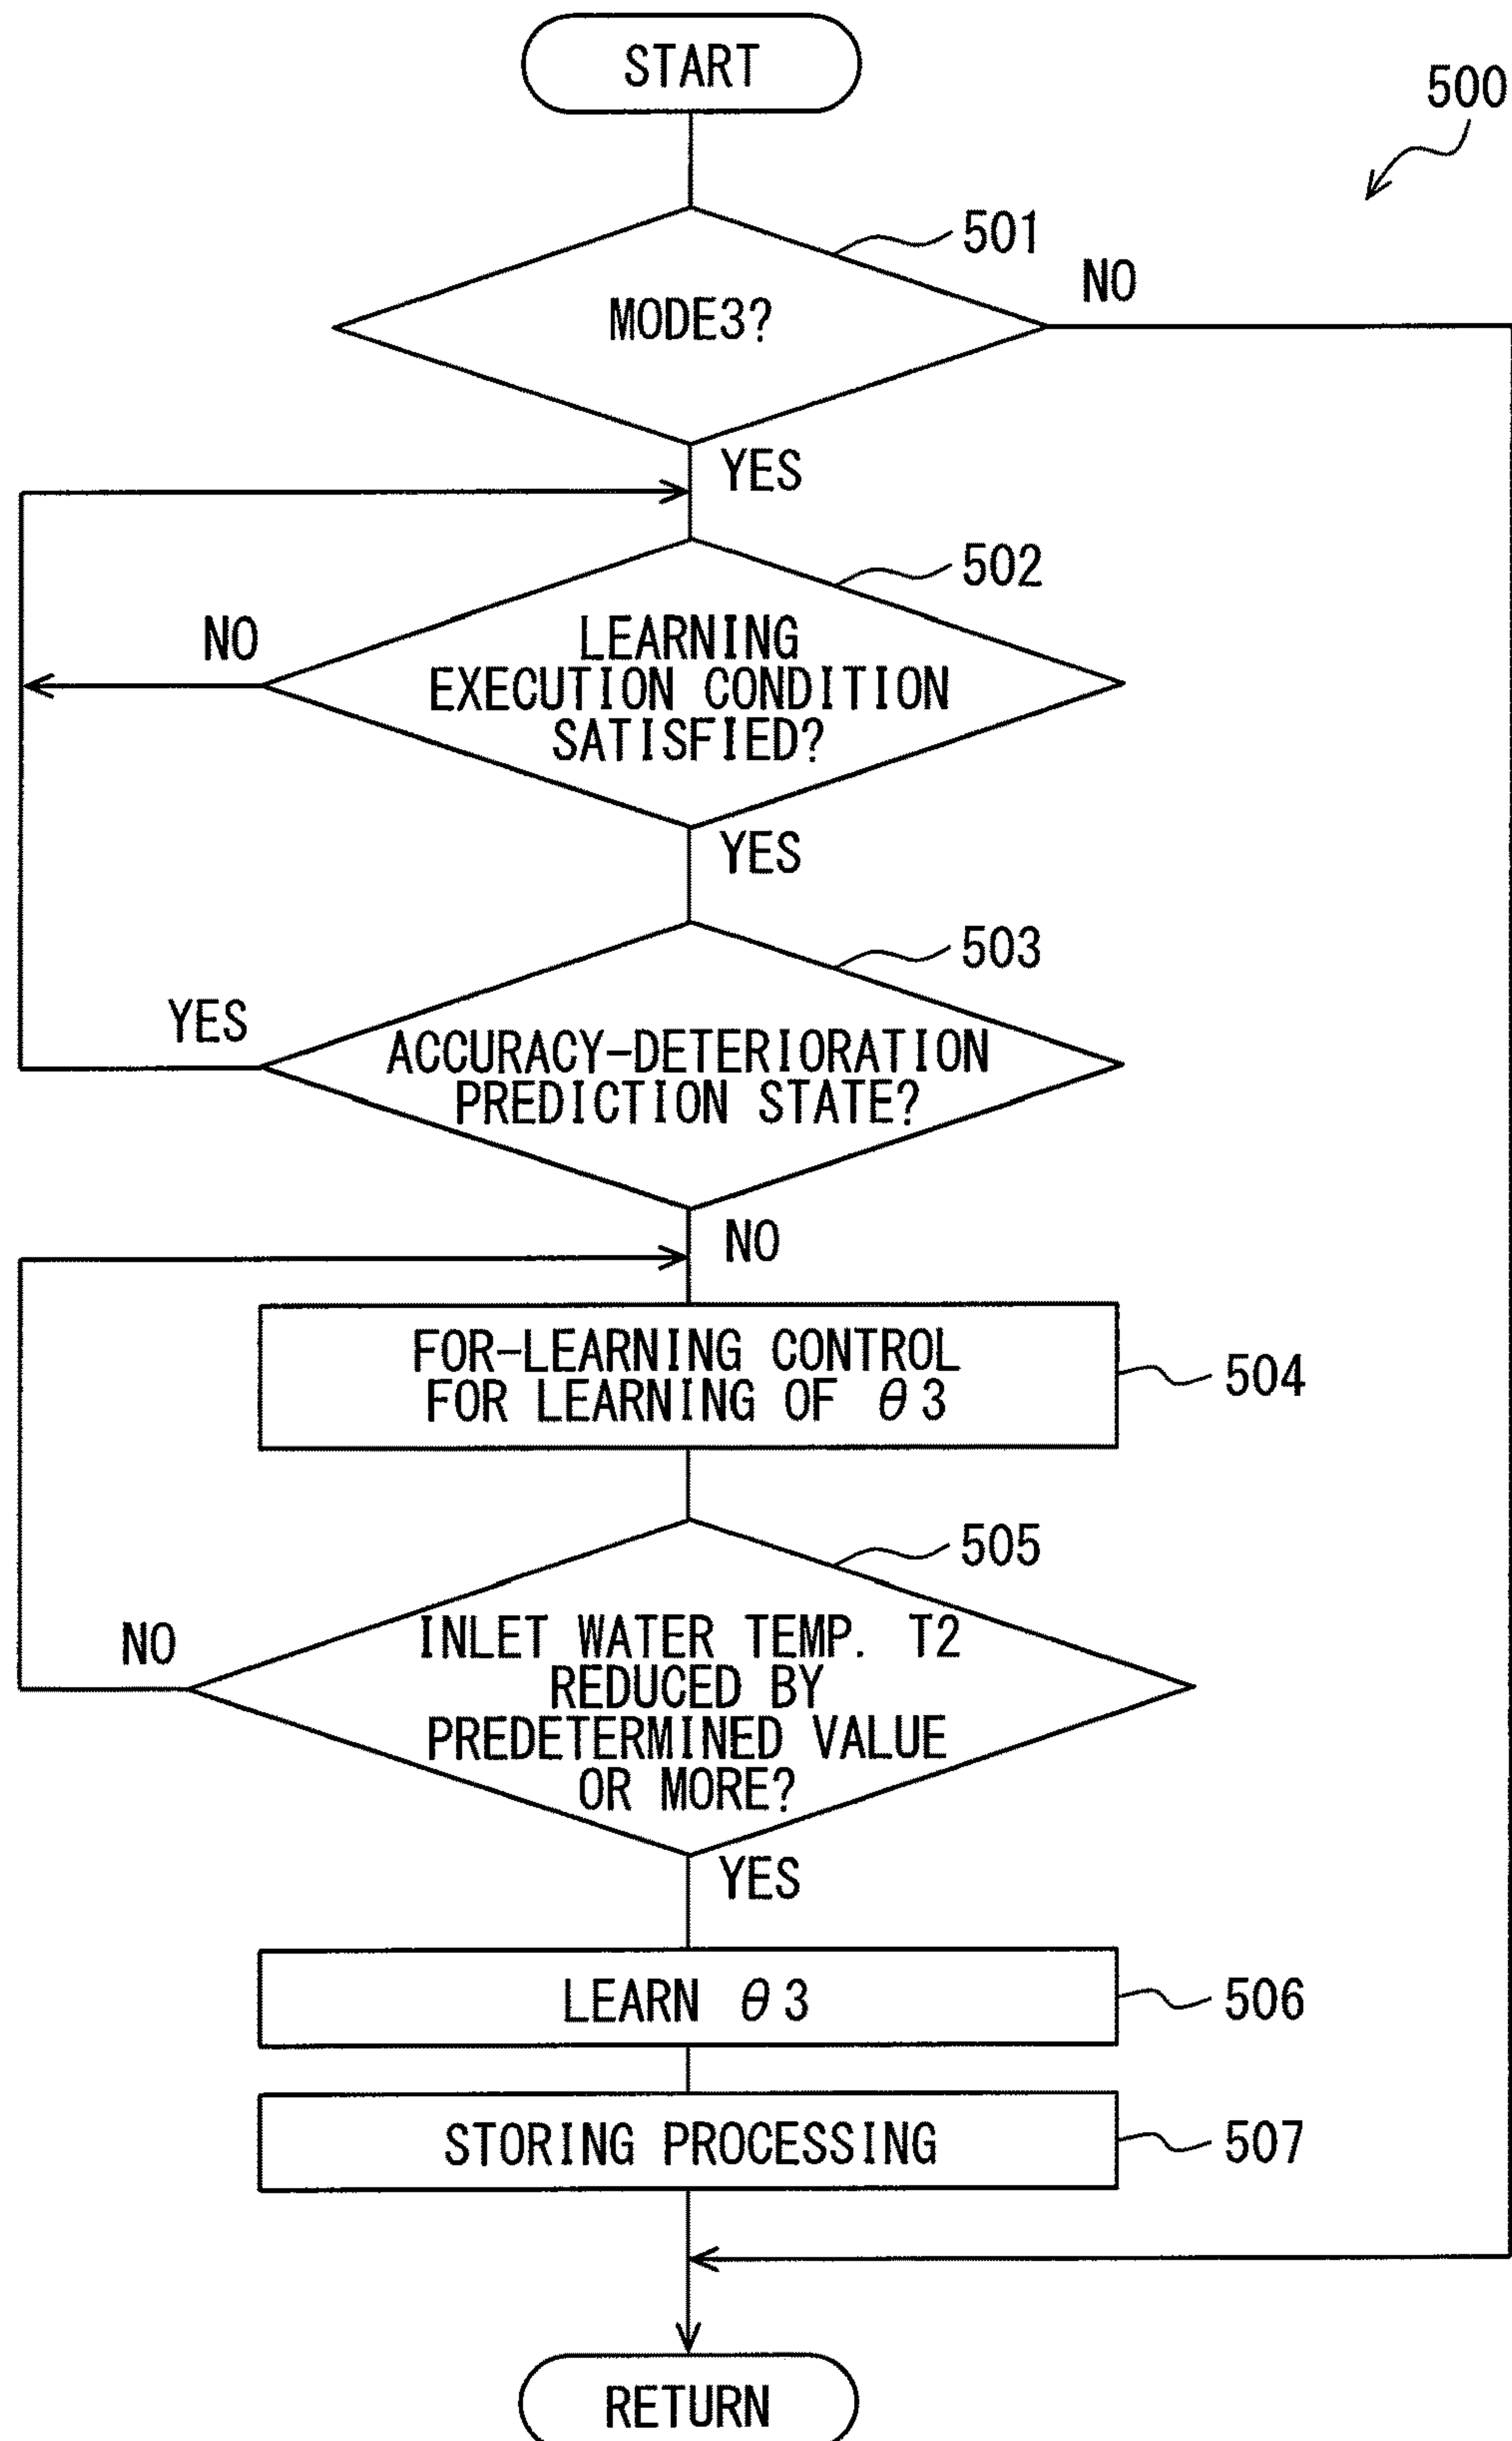 START
500
501
MODE3?
NO
YES
502
LEARNING
EXECUTION CONDITION
SATISFIED?
NO
YES
503
ACCURACY-DETERIORATION
PREDICTION STATE?
YES
NO
FOR-LEARNING CONTROL
FOR LEARNING OF θ3
504
505
INLET WATER TEMP. T2
REDUCED BY
PREDETERMINED VALUE
OR MORE?
NO
YES
LEARN θ3
506
STORING PROCESSING
507
RETURN